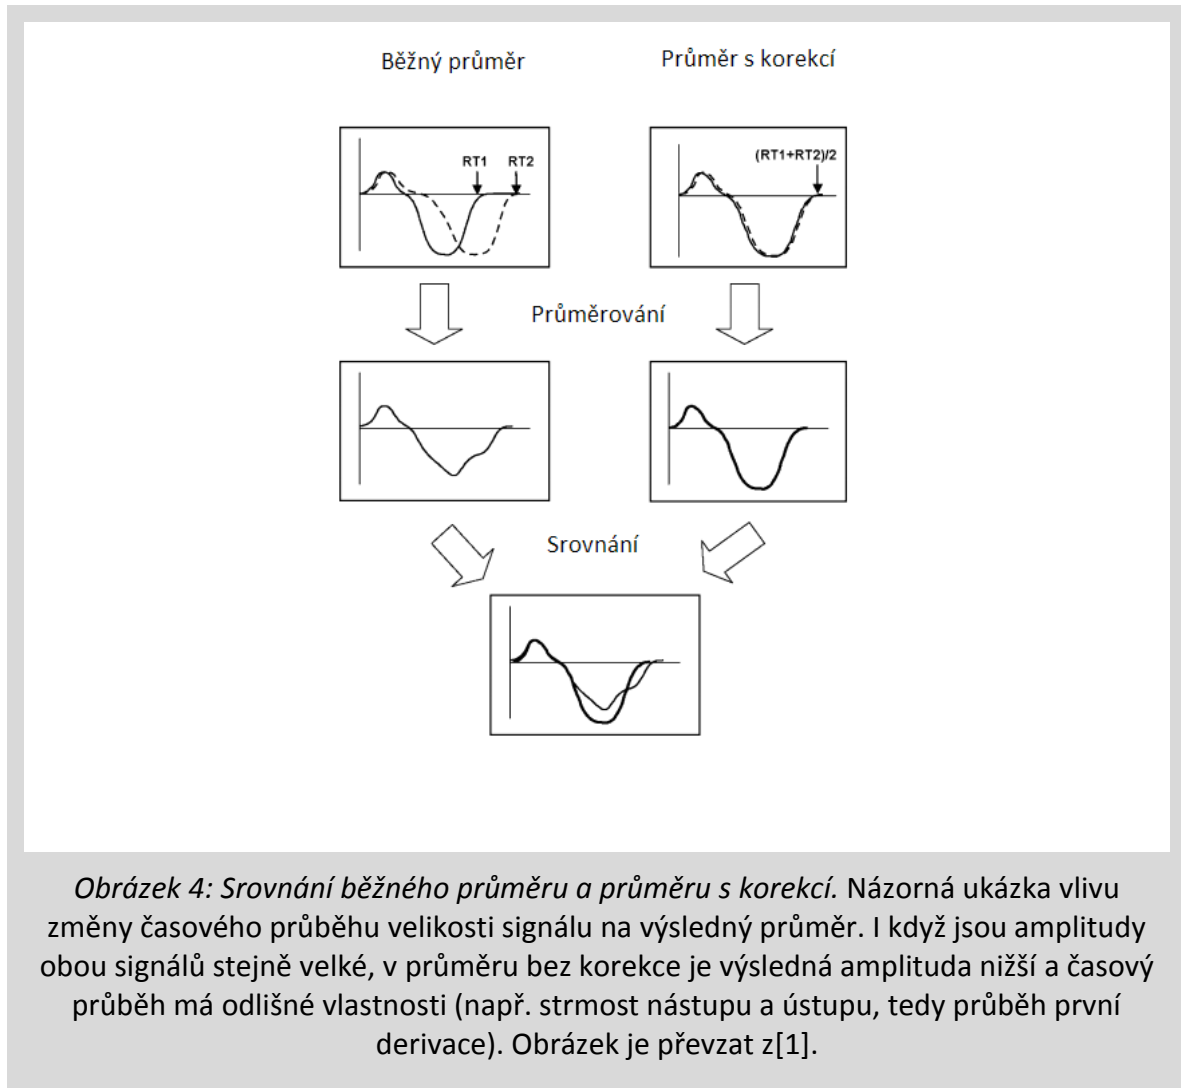 Běžný průměr
Průměr s korekcí
RT1
RT2
(RT1+RT2)/2
Průměrování
Srovnání
Obrázek 4: Srovnání běžného průměru a průměru s korekcí. Názorná ukázka vlivu
změny časového průběhu velikosti signálu na výsledný průměr. I když jsou amplitudy
obou signálů stejně velké, v průměru bez korekce je výsledná amplituda nižší a časový
průběh má odlišné vlastnosti (např. strmost nástupu a ústupu, tedy průběh první
derivace). Obrázek je převzat z[1].